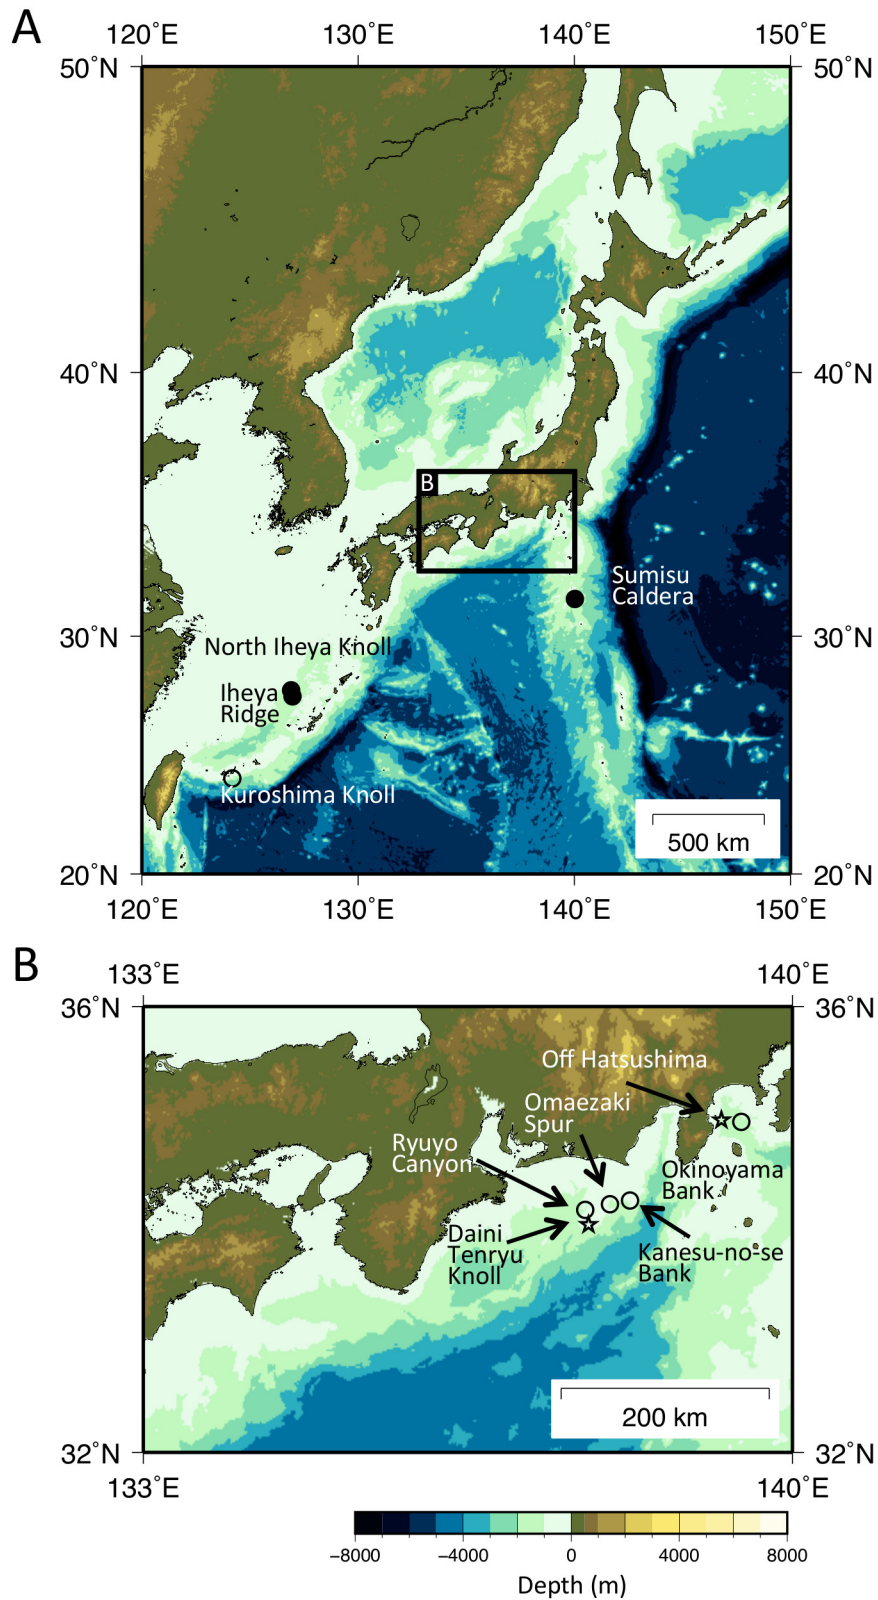 A
120°E 130°E 140°E 150°E
50°N 50°N
40°N 40°N
B
Sumisu
Caldera
30°N 30°N
North Iheya Knoll
Iheya
Ridge
Kuroshima Knoll
500 km
20°N 20°N
120°E 130°E 140°E 150°E
B
133°E 140°E
36°N 36°N
Off Hatsushima
Omaezaki
Spur
Ryuyo
Canyon
Okinoyama
Bank
Daini
Tenryu
Knoll
Kanesu-no-se
Bank
200 km
32°N 32°N
133°E 140°E
−8000 −4000 0 4000 8000
Depth (m)